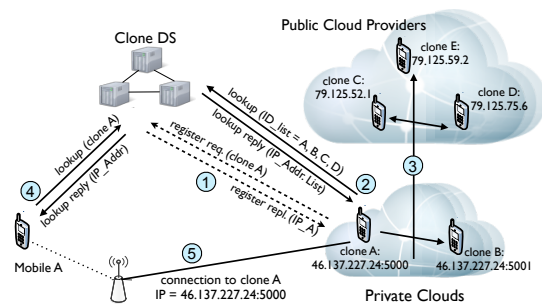 Public Cloud Providers
Clone DS
clone E:
79.125.59.2
clone C:
79.125.52.1
clone D:
79.125.75.6
lookup (clone A)
lookup reply (IP_Addr)
lookup (ID_list = A, B, C, D)
lookup reply (IP_Addr. List)
register req. (clone A)
register repl. (IP_A)
4
1
2
3
Mobile A
5
connection to clone A
IP = 46.137.227.24:5000
clone A:
46.137.227.24:5000
clone B:
46.137.227.24:5001
Private Clouds